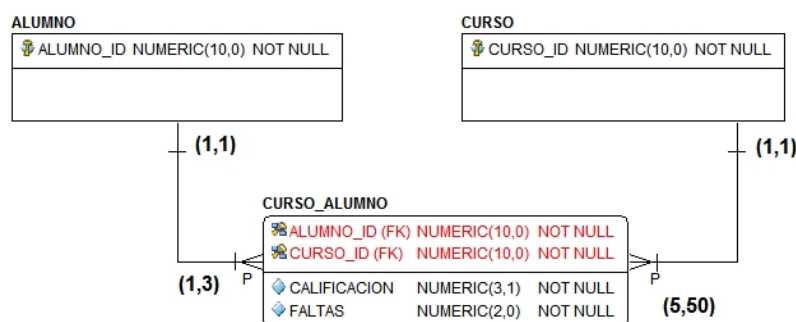 ALUMNO
ALUMNO_ID NUMERIC(10,0) NOT NULL
CURSO
CURSO_ID NUMERIC(10,0) NOT NULL
(1,1)
(1,1)
CURSO_ALUMNO
ALUMNO_ID (FK) NUMERIC(10,0) NOT NULL
CURSO_ID (FK) NUMERIC(10,0) NOT NULL
CALIFICACION NUMERIC(3,1) NOT NULL
FALTAS NUMERIC(2,0) NOT NULL
(1,3)
P
P
(5,50)